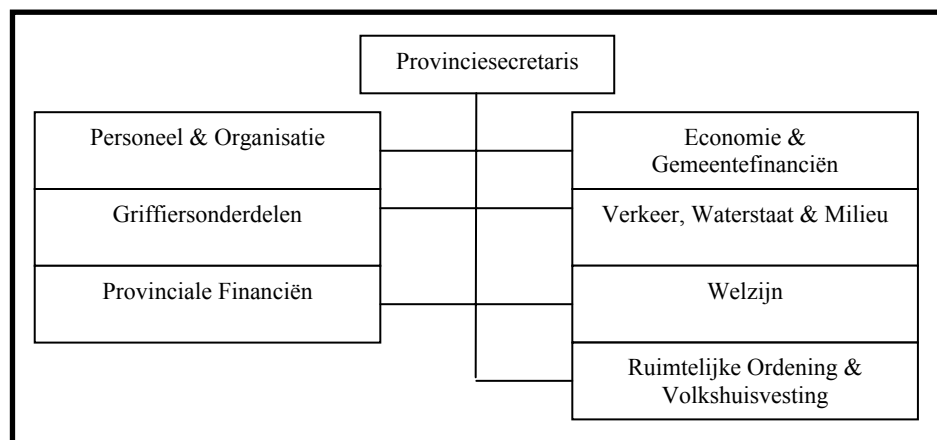 Provinciesecretaris
Personeel & Organisatie
Griffiersonderdelen
Provinciale Financiën
Economie &
Gemeentefinanciën
Verkeer, Waterstaat & Milieu
Welzijn
Ruimtelijke Ordening &
Volkshuisvesting